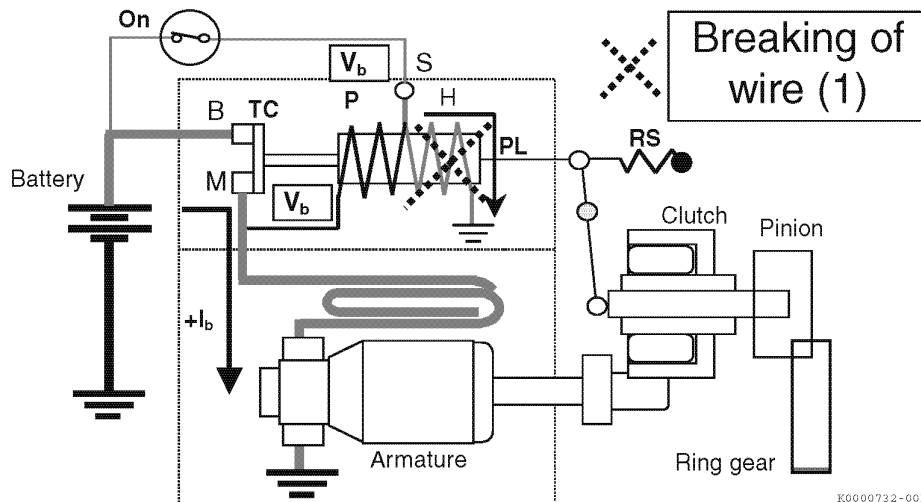 On
Breaking of
wire (1)
Vb
S
B
TC
P
H
PL
RS
Battery
M
Vb
Clutch
Pinion
+Ib
Armature
Ring gear
K0000732-00